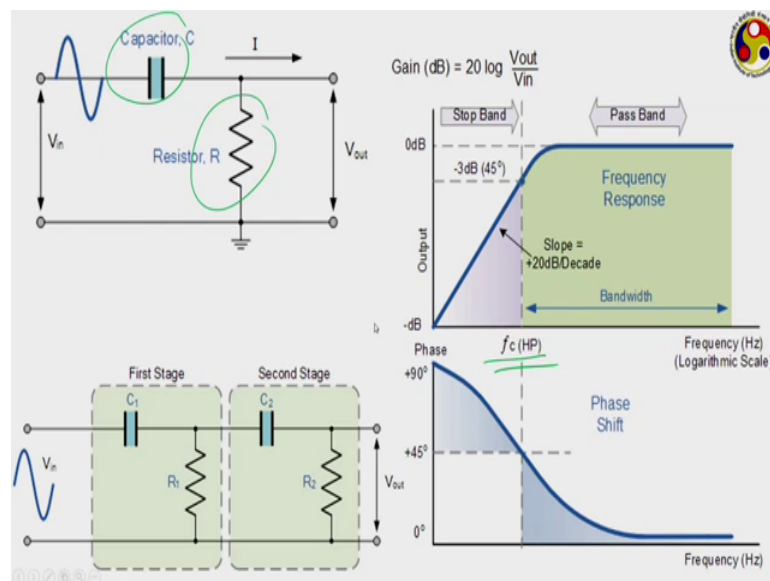 Capacitor, C
I
Vin
Resistor, R
Vout
Gain (dB) = 20 log Vout
Vin
Stop Band
Pass Band
0dB
-3dB (45°)
Frequency
Response
Slope =
+20dB/Decade
Output
Bandwidth
-dB
fc (HP)
Frequency (Hz)
(Logarithmic Scale
Phase
+90°
Phase
Shift
+45°
0°
Frequency (Hz)
First Stage
Second Stage
C1
C2
Vin
R1
R2
Vout